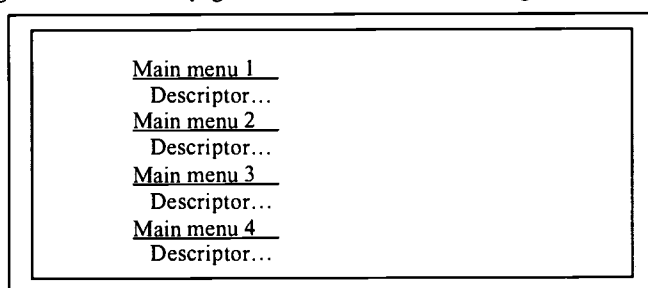 Main menu 1
Descriptor...
Main menu 2
Descriptor...
Main menu 3
Descriptor...
Main menu 4
Descriptor...